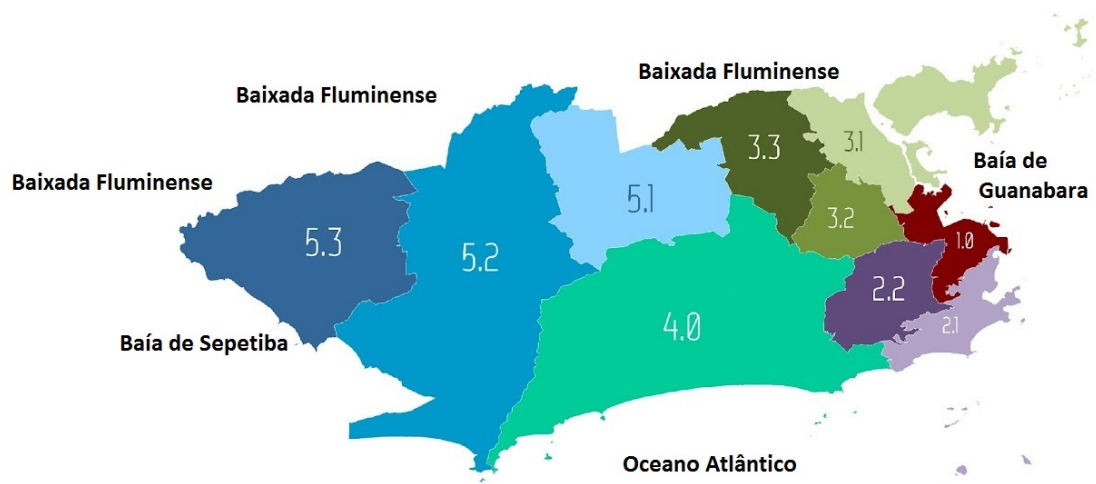 Baixada Fluminense
Baixada Fluminense
Baixada Fluminense
3.3
3.1
Baía de
Guanabara
5.1
3.2
5.3
5.2
1.0
2.2
4.0
2.1
Baía de Sepetiba
Oceano Atlântico